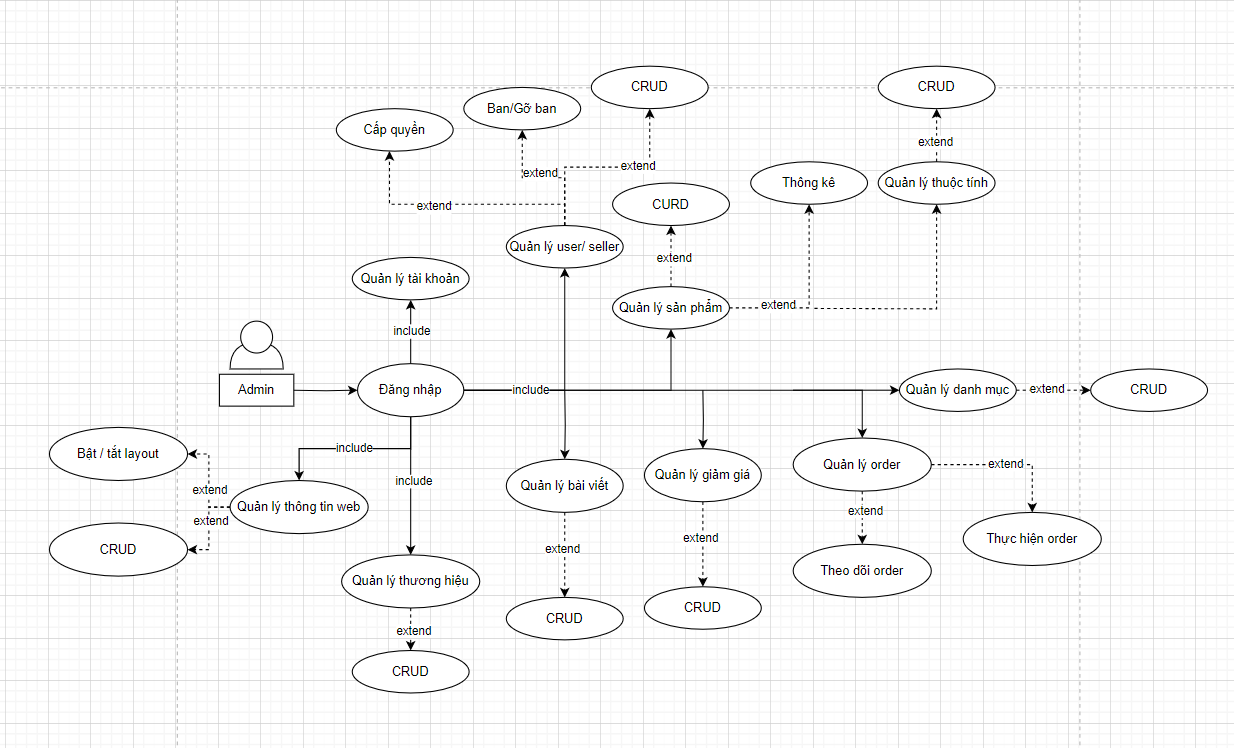 CRUD
CRUD
Ban/Gỡ ban
Cấp quyền
extend
extend
extend
Thông kê
Quản lý thuộc tính
CURD
extend
Quản lý user/ seller
extend
Quản lý tài khoản
extend
Quản lý sản phẩm
include
Admin
Đăng nhập
include
Quản lý danh mục
extend
CRUD
include
Bật / tắt layout
Quản lý order
extend
include
Quản lý giảm giá
extend
Quản lý bài viết
Quản lý thông tin web
extend
extend
extend
Thực hiện order
CRUD
extend
Theo dõi order
Quản lý thương hiệu
CRUD
CRUD
extend
CRUD